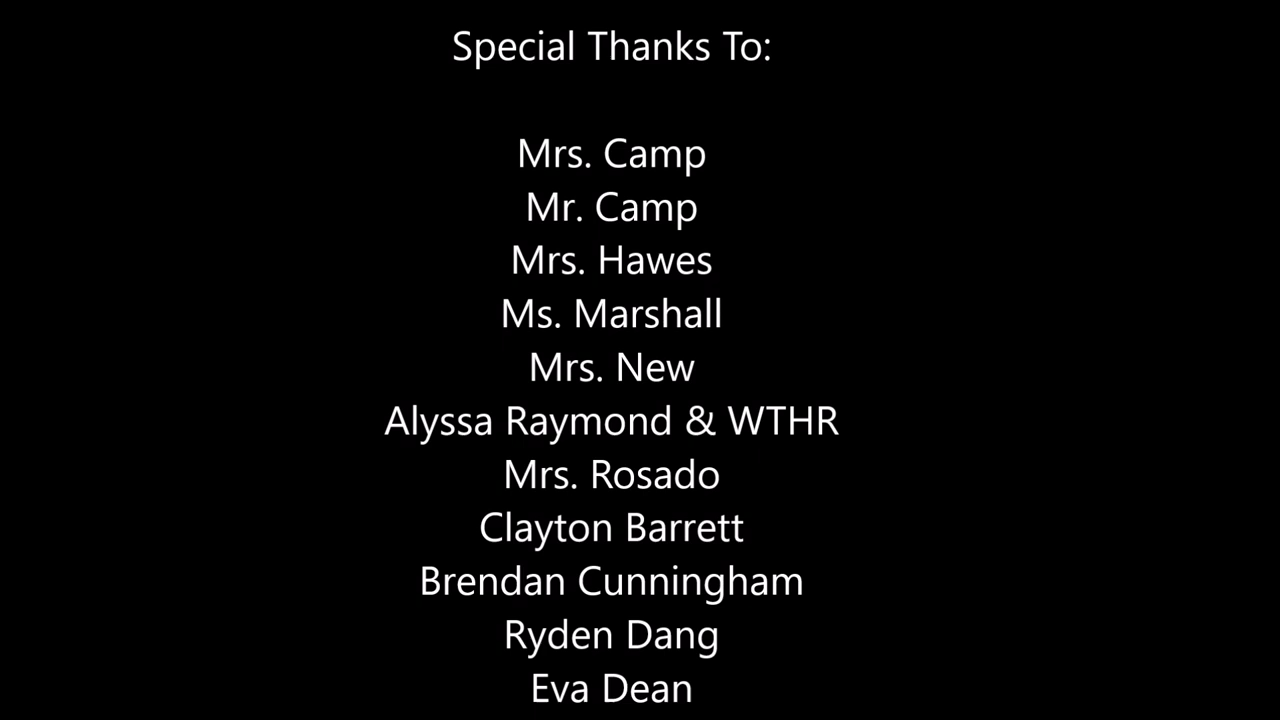 Special Thanks To:
Mrs. Camp
Mr. Camp
Mrs. Hawes
Ms. Marshall
Mrs. New
Alyssa Raymond & WTHR
Mrs. Rosado
Clayton Barrett
Brendan Cunningham
Ryden Dang
Eva Dean